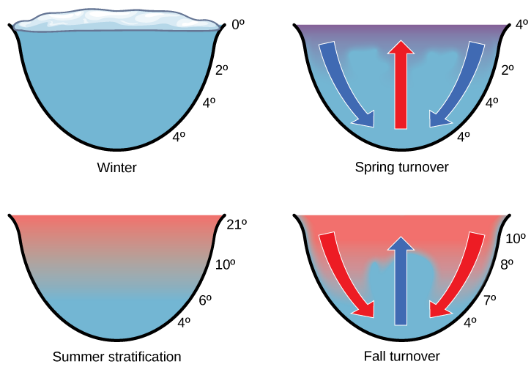 0º
2º
4º
4º
Winter
4º
2º
4º
4º
Spring turnover
21º
10º
6º
4º
Summer stratification
10º
8º
7º
4º
Fall turnover